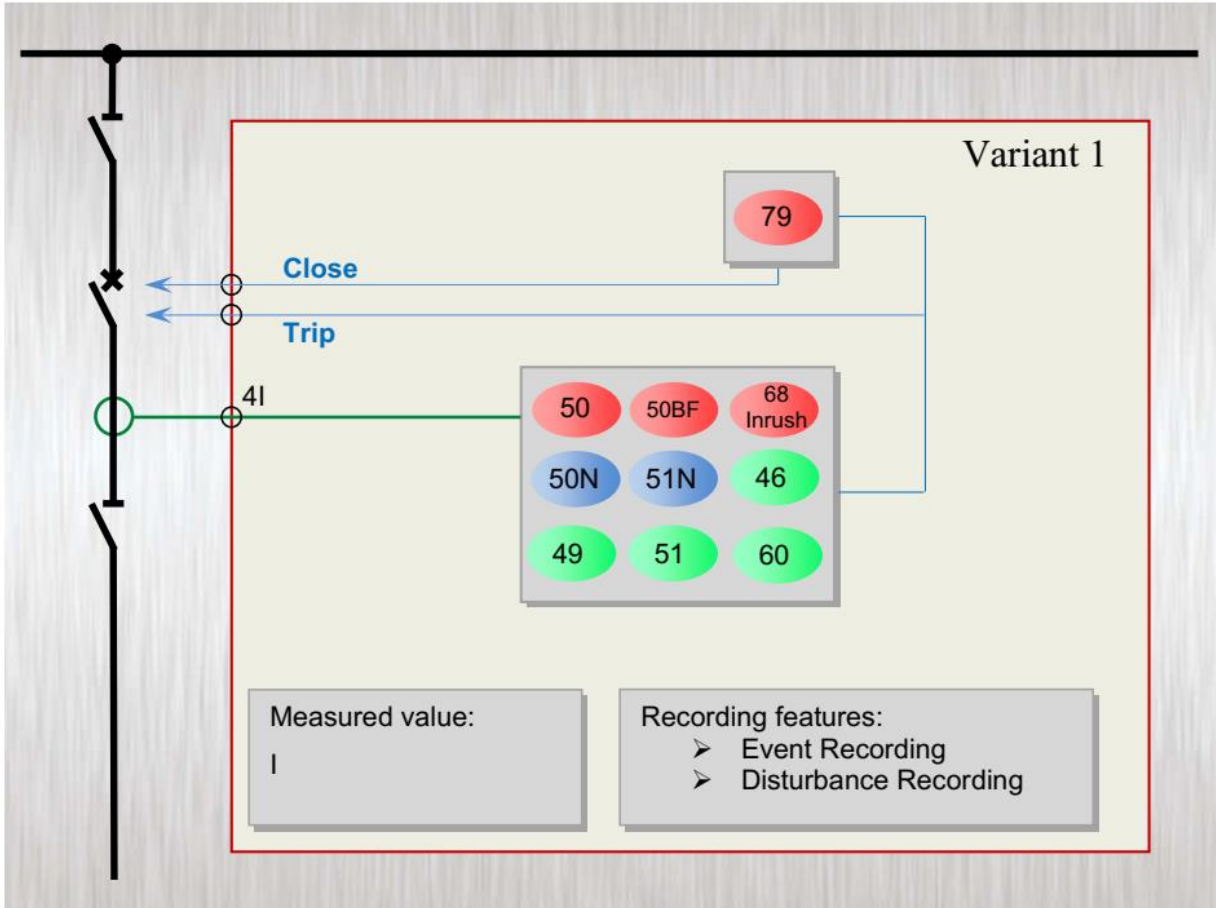 Variant 1
79
Close
Trip
4I
50
50BF
68
Inrush
50N
51N
46
49
51
60
Measured value:
I
Recording features:
➢ Event Recording
➢ Disturbance Recording